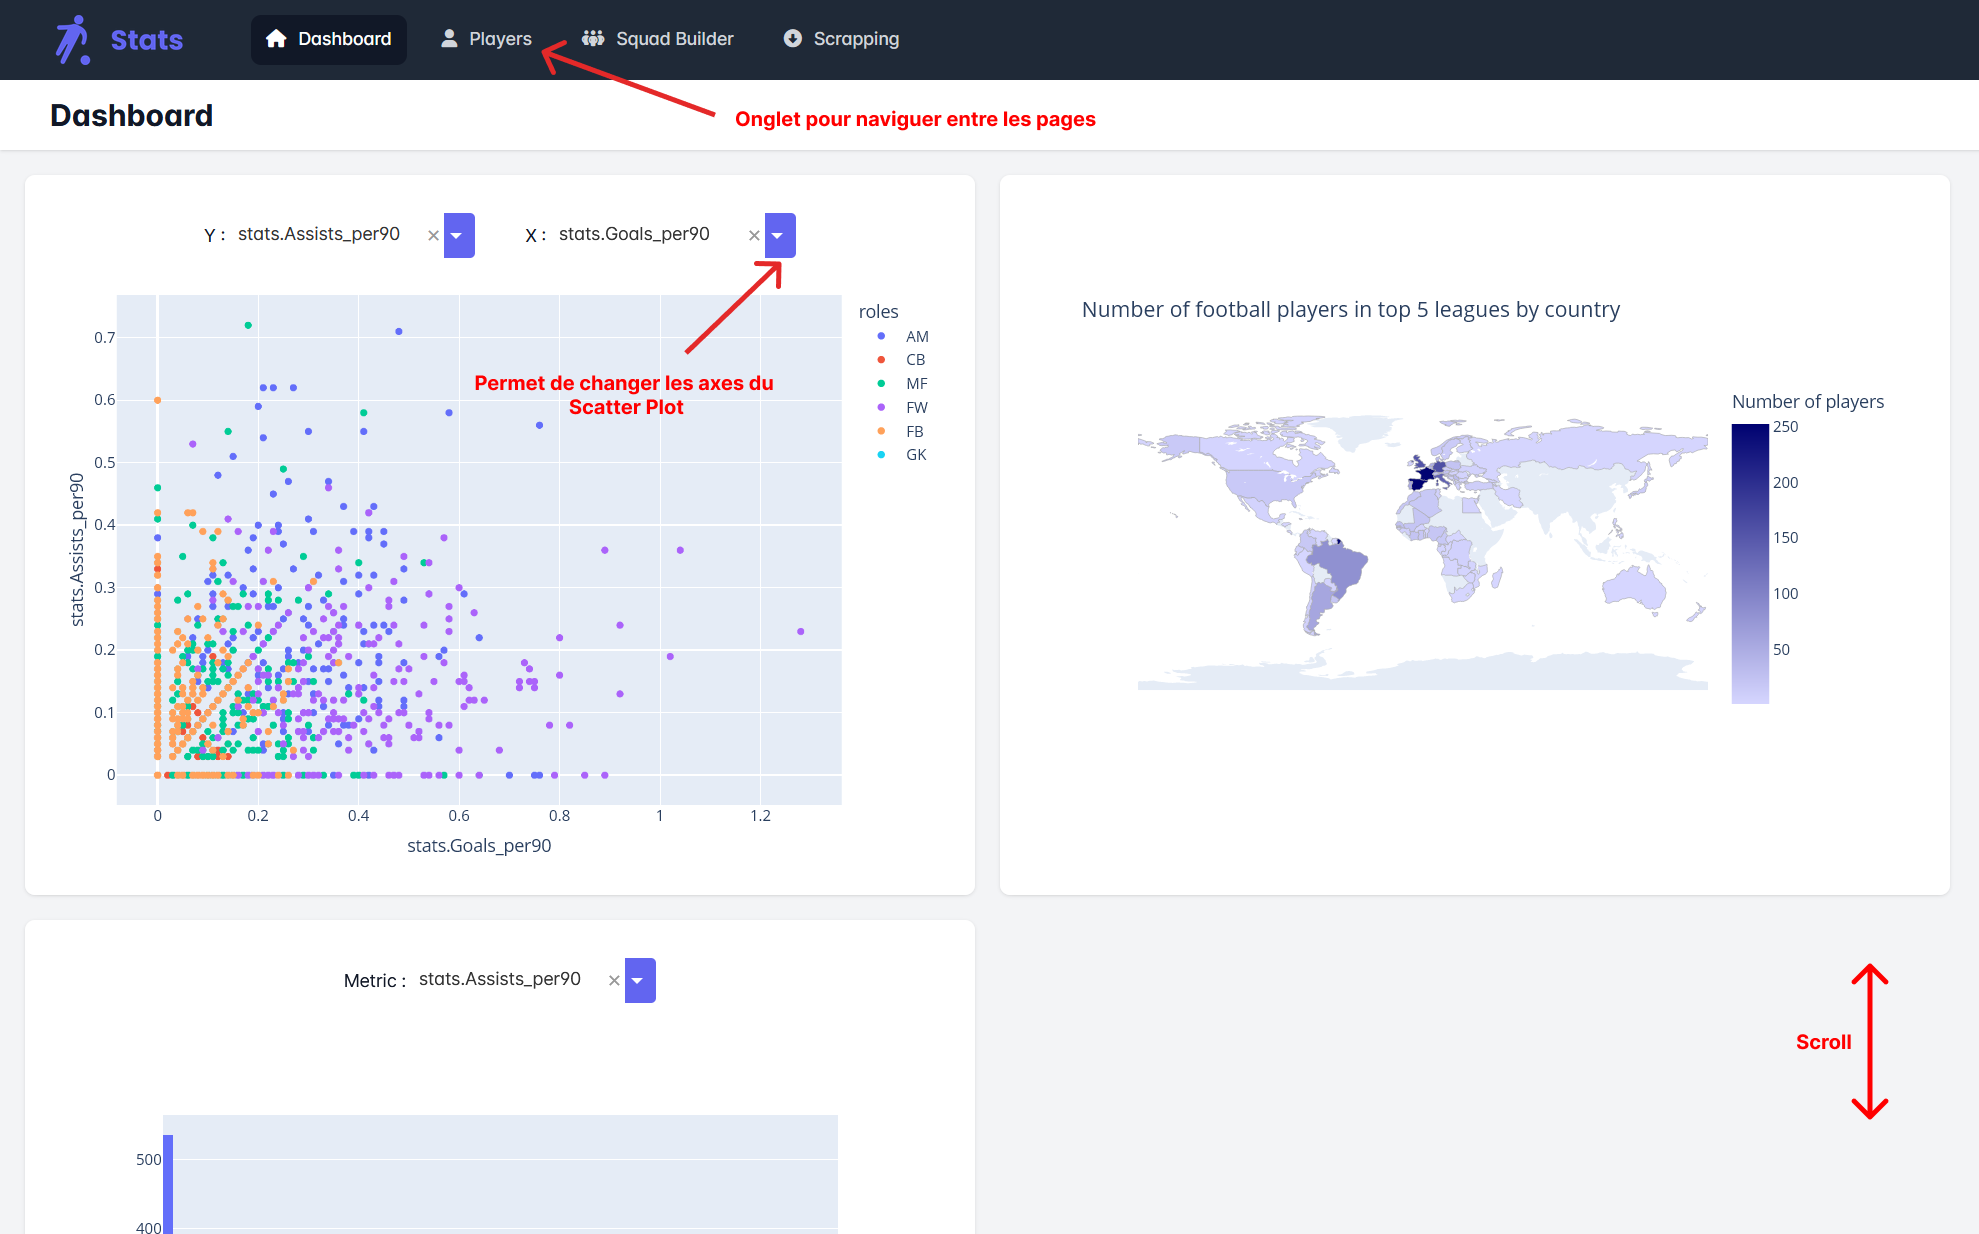 Stats
Dashboard
Players
Squad Builder
Scrapping
Dashboard
Onglet pour naviguer entre les pages
Y : stats.Assists_per90 ×
X : stats.Goals_per90 ×
Permet de changer les axes du
Scatter Plot
roles
AM
CB
MF
FW
FB
GK
0.7
0.6
0.5
0.4
0.3
0.2
0.1
0
stats.Assists_per90
0 0.2 0.4 0.6 0.8 1 1.2
stats.Goals_per90
Number of football players in top 5 leagues by country
Number of players
250
200
150
100
50
Metric : stats.Assists_per90 ×
500
400
Scroll